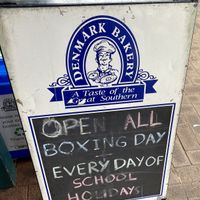 DENMARK BAKERY
A Taste of the
Great Southern
OPEN ALL
BOXING DAY
EVERY DAY OF
SCHOOL
HOLIDAYS